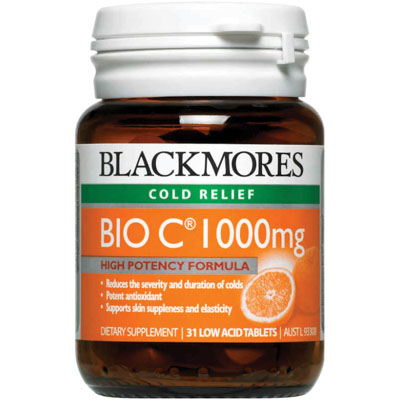 BLACKMORES
COLD RELIEF
BIO C® 1000mg
HIGH POTENCY FORMULA
• Reduces the severity and duration of colds
• Potent antioxidant
• Supports skin suppleness and elasticity
DIETARY SUPPLEMENT | 31 LOW ACID TABLETS | AUST L 93308